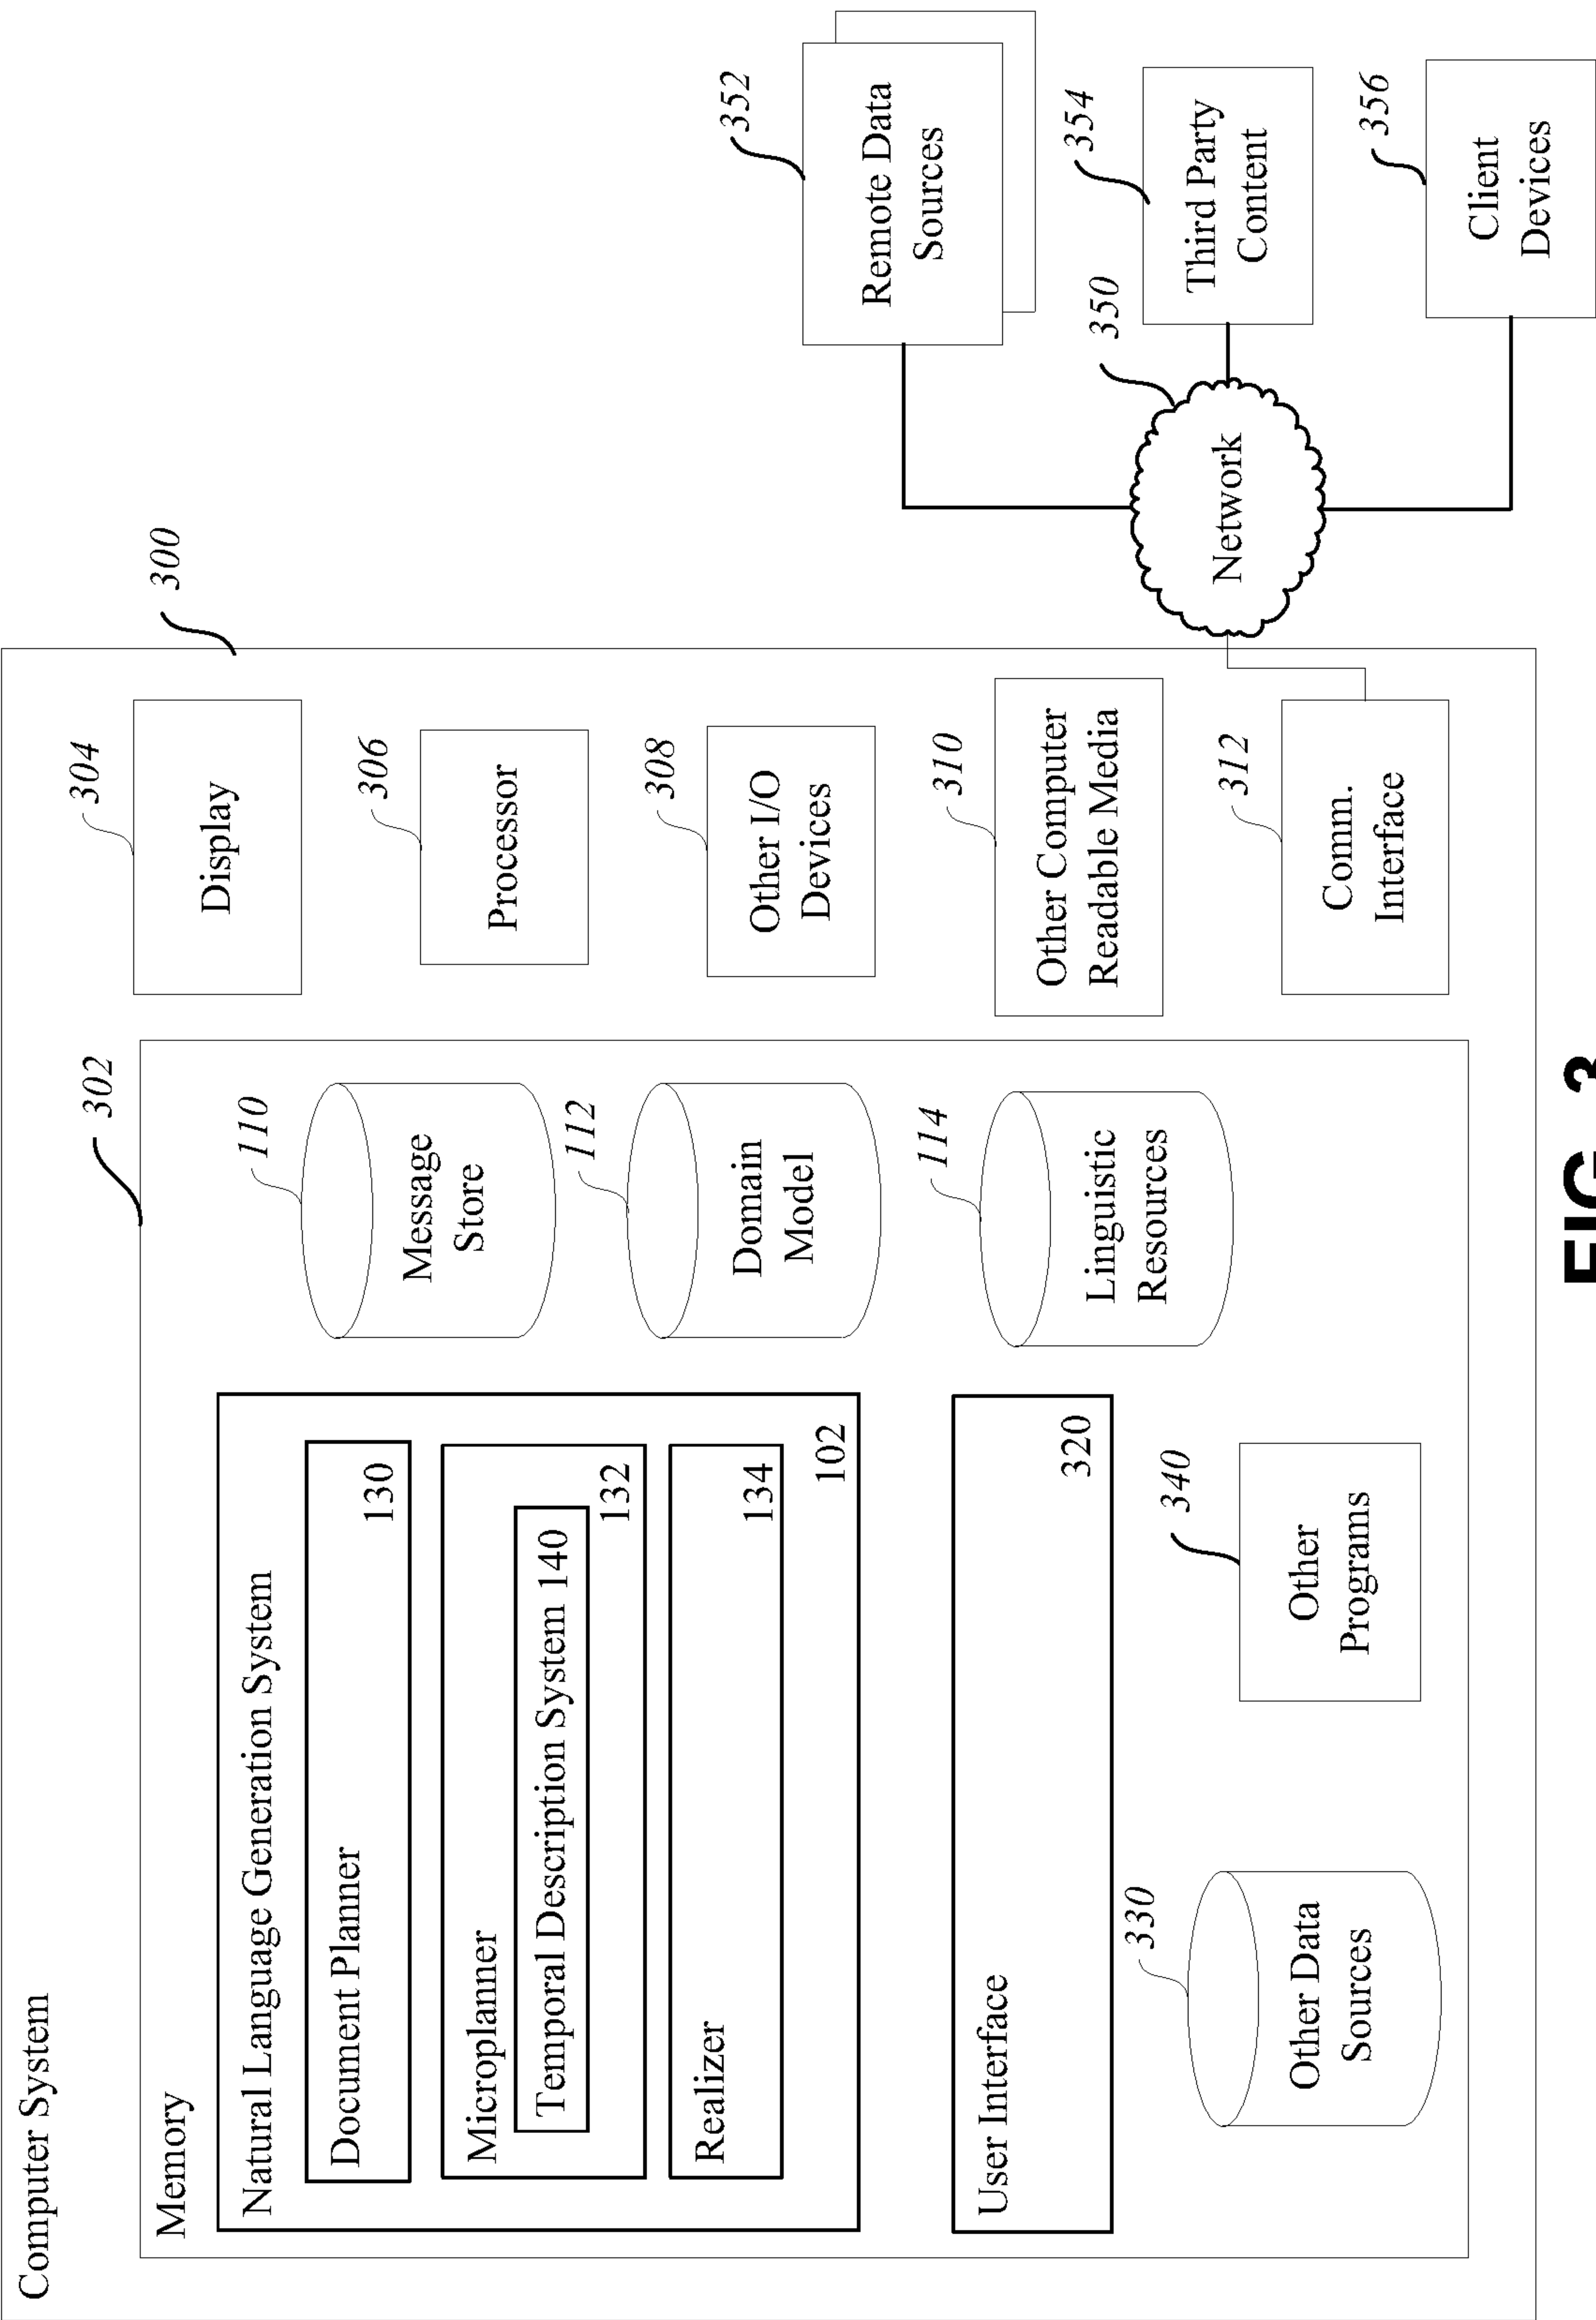 Computer System
300
Memory
302
Natural Language Generation System
Document Planner
130
Microplanner
Temporal Description System 140
132
Realizer
134
102
110
Message
Store
112
Domain
Model
114
Linguistic
Resources
User Interface
320
330
Other Data
Sources
340
Other
Programs
304
Display
306
Processor
308
Other I/O
Devices
310
Other Computer
Readable Media
312
Comm.
Interface
350
Network
352
Remote Data
Sources
354
Third Party
Content
356
Client
Devices
FIG. 3